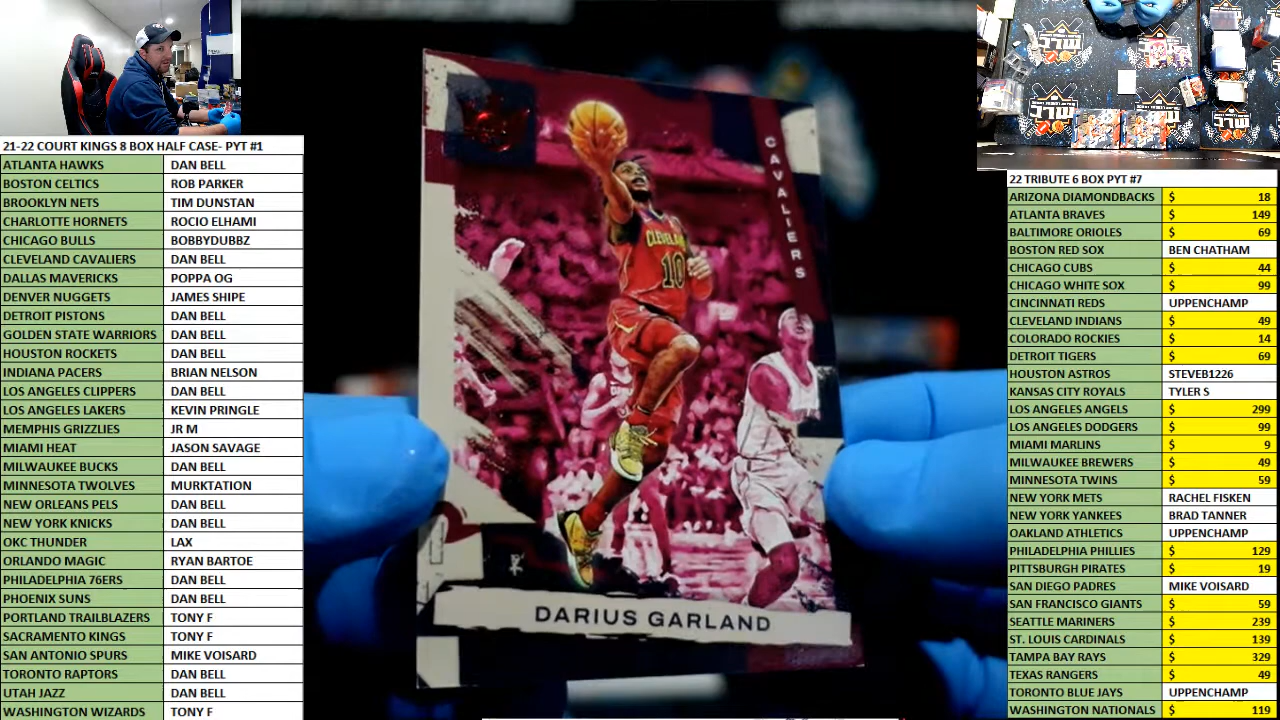 21-22 COURT KINGS 8 BOX HALF CASE- PYT #1
ATLANTA HAWKS DAN BELL
BOSTON CELTICS ROB PARKER
BROOKLYN NETS TIM DUNSTAN
CHARLOTTE HORNETS ROCIO ELHAMI
CHICAGO BULLS BOBBYDUBBZ
CLEVELAND CAVALIERS DAN BELL
DALLAS MAVERICKS POPPA OG
DENVER NUGGETS JAMES SHIPE
DETROIT PISTONS DAN BELL
GOLDEN STATE WARRIORS DAN BELL
HOUSTON ROCKETS DAN BELL
INDIANA PACERS BRIAN NELSON
LOS ANGELES CLIPPERS DAN BELL
LOS ANGELES LAKERS KEVIN PRINGLE
MEMPHIS GRIZZLIES JR M
MIAMI HEAT JASON SAVAGE
MILWAUKEE BUCKS DAN BELL
MINNESOTA TWOLVES MURKTATION
NEW ORLEANS PELS DAN BELL
NEW YORK KNICKS DAN BELL
OKC THUNDER LAX
ORLANDO MAGIC RYAN BARTOE
PHILADELPHIA 76ERS DAN BELL
PHOENIX SUNS DAN BELL
PORTLAND TRAILBLAZERS TONY F
SACRAMENTO KINGS TONY F
SAN ANTONIO SPURS MIKE VOISARD
TORONTO RAPTORS DAN BELL
UTAH JAZZ DAN BELL
WASHINGTON WIZARDS TONY F
CAVALIERS
CLEVELAND
10
DARIUS GARLAND
22 TRIBUTE 6 BOX PYT #7
ARIZONA DIAMONDBACKS $ 18
ATLANTA BRAVES $ 149
BALTIMORE ORIOLES $ 69
BOSTON RED SOX BEN CHATHAM
CHICAGO CUBS $ 44
CHICAGO WHITE SOX $ 99
CINCINNATI REDS UPPENCHAMP
CLEVELAND INDIANS $ 49
COLORADO ROCKIES $ 14
DETROIT TIGERS $ 69
HOUSTON ASTROS STEVEB1226
KANSAS CITY ROYALS TYLER S
LOS ANGELES ANGELS $ 299
LOS ANGELES DODGERS $ 99
MIAMI MARLINS $ 9
MILWAUKEE BREWERS $ 49
MINNESOTA TWINS $ 59
NEW YORK METS RACHEL FISKEN
NEW YORK YANKEES BRAD TANNER
OAKLAND ATHLETICS UPPENCHAMP
PHILADELPHIA PHILLIES $ 129
PITTSBURGH PIRATES $ 19
SAN DIEGO PADRES MIKE VOISARD
SAN FRANCISCO GIANTS $ 59
SEATTLE MARINERS $ 239
ST. LOUIS CARDINALS $ 139
TAMPA BAY RAYS $ 329
TEXAS RANGERS $ 49
TORONTO BLUE JAYS UPPENCHAMP
WASHINGTON NATIONALS $ 119